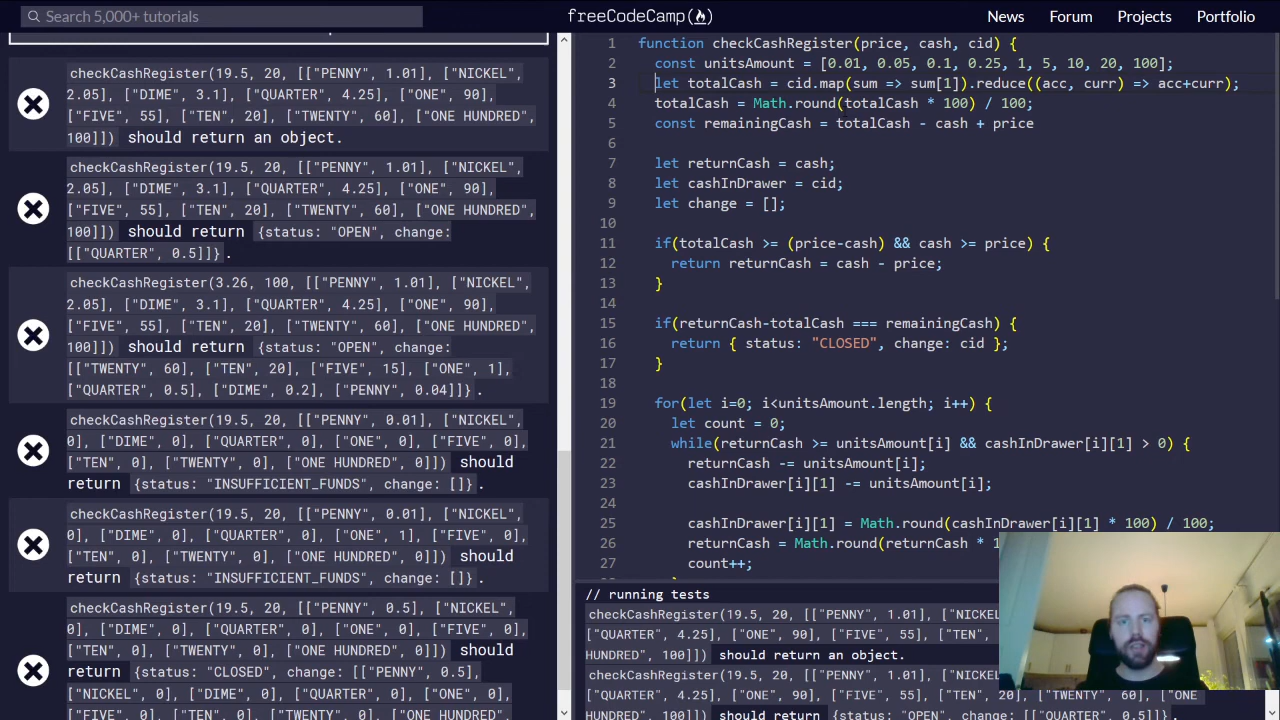 Search 5,000+ tutorials
freeCodeCamp
News
Forum
Projects
Portfolio
checkCashRegister(19.5, 20, [["PENNY", 1.01], ["NICKEL",
2.05], ["DIME", 3.1], ["QUARTER", 4.25], ["ONE", 90],
["FIVE", 55], ["TEN", 20], ["TWENTY", 60], ["ONE HUNDRED",
100]]) should return an object.
checkCashRegister(19.5, 20, [["PENNY", 1.01], ["NICKEL",
2.05], ["DIME", 3.1], ["QUARTER", 4.25], ["ONE", 90],
["FIVE", 55], ["TEN", 20], ["TWENTY", 60], ["ONE HUNDRED",
100]]) should return {status: "OPEN", change:
[["QUARTER", 0.5]]}.
checkCashRegister(3.26, 100, [["PENNY", 1.01], ["NICKEL",
2.05], ["DIME", 3.1], ["QUARTER", 4.25], ["ONE", 90],
["FIVE", 55], ["TEN", 20], ["TWENTY", 60], ["ONE HUNDRED",
100]]) should return {status: "OPEN", change:
[["TWENTY", 60], ["TEN", 20], ["FIVE", 15], ["ONE", 1],
["QUARTER", 0.5], ["DIME", 0.2], ["PENNY", 0.04]]}.
checkCashRegister(19.5, 20, [["PENNY", 0.01], ["NICKEL",
0], ["DIME", 0], ["QUARTER", 0], ["ONE", 0], ["FIVE", 0],
["TEN", 0], ["TWENTY", 0], ["ONE HUNDRED", 0]]) should
return {status: "INSUFFICIENT_FUNDS", change: []}.
checkCashRegister(19.5, 20, [["PENNY", 0.01], ["NICKEL",
0], ["DIME", 0], ["QUARTER", 0], ["ONE", 1], ["FIVE", 0],
["TEN", 0], ["TWENTY", 0], ["ONE HUNDRED", 0]]) should
return {status: "INSUFFICIENT_FUNDS", change: []}.
checkCashRegister(19.5, 20, [["PENNY", 0.5], ["NICKEL",
0], ["DIME", 0], ["QUARTER", 0], ["ONE", 0], ["FIVE", 0],
["TEN", 0], ["TWENTY", 0], ["ONE HUNDRED", 0]]) should
return {status: "CLOSED", change: [["PENNY", 0.5],
["NICKEL", 0], ["DIME", 0], ["QUARTER", 0], ["ONE", 0],
["FIVE", 0], ["TEN", 0], ["TWENTY", 0], ["ONE HUNDRED",
1 function checkCashRegister(price, cash, cid) {
2 const unitsAmount = [0.01, 0.05, 0.1, 0.25, 1, 5, 10, 20, 100];
3 let totalCash = cid.map(sum => sum[1]).reduce((acc, curr) => acc+curr);
4 totalCash = Math.round(totalCash * 100) / 100;
5 const remainingCash = totalCash - cash + price
6
7 let returnCash = cash;
8 let cashInDrawer = cid;
9 let change = [];
10
11 if(totalCash >= (price-cash) && cash >= price) {
12 return returnCash = cash - price;
13 }
14
15 if(returnCash-totalCash === remainingCash) {
16 return { status: "CLOSED", change: cid };
17 }
18
19 for(let i=0; i<unitsAmount.length; i++) {
20 let count = 0;
21 while(returnCash >= unitsAmount[i] && cashInDrawer[i][1] > 0) {
22 returnCash -= unitsAmount[i];
23 cashInDrawer[i][1] -= unitsAmount[i];
24
25 cashInDrawer[i][1] = Math.round(cashInDrawer[i][1] * 100) / 100;
26 returnCash = Math.round(returnCash * 1
27 count++;
// running tests
checkCashRegister(19.5, 20, [["PENNY", 1.01], ["NICKEL
["QUARTER", 4.25], ["ONE", 90], ["FIVE", 55], ["TEN",
HUNDRED", 100]]) should return an object.
checkCashRegister(19.5, 20, [["PENNY", 1.01], ["NICKEL
["QUARTER", 4.25], ["ONE", 90], ["FIVE", 55], ["TEN", 20], ["TWENTY", 60], ["ONE
HUNDRED", 100]]) should return {status: "OPEN", change: [["QUARTER", 0.5]]}.